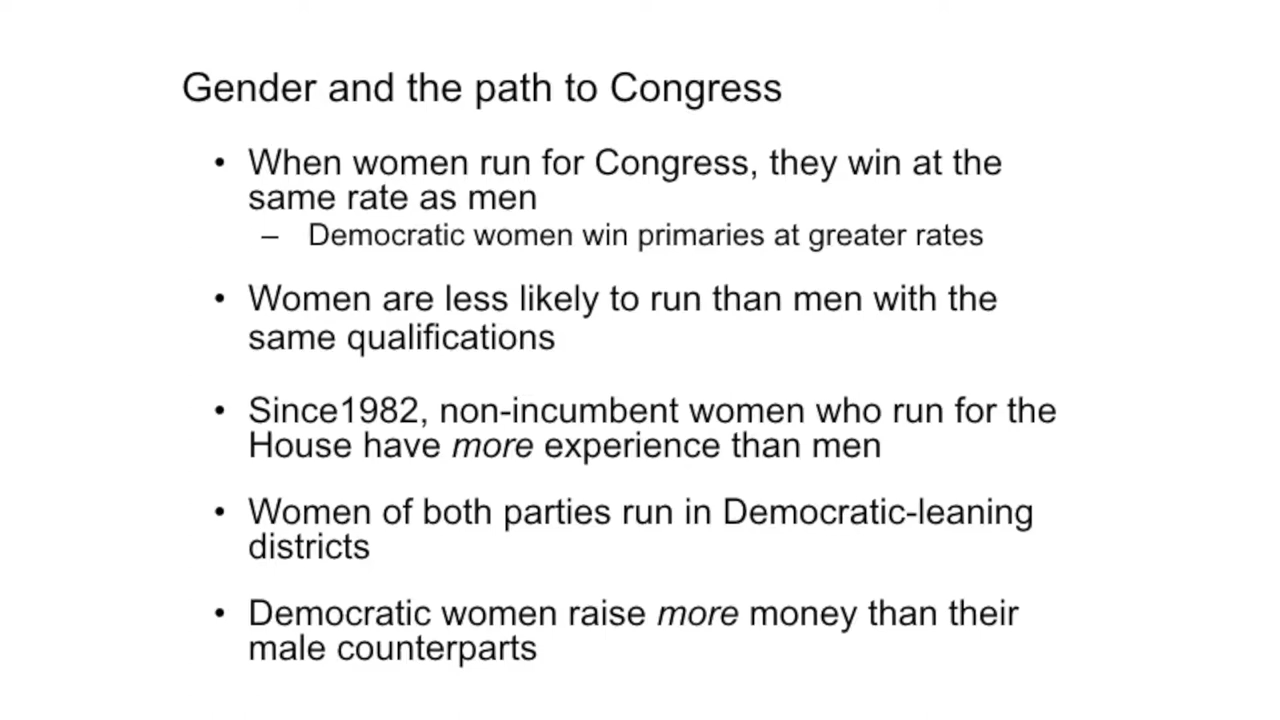 Gender and the path to Congress
• When women run for Congress, they win at the
same rate as men
– Democratic women win primaries at greater rates
• Women are less likely to run than men with the
same qualifications
• Since1982, non-incumbent women who run for the
House have more experience than men
• Women of both parties run in Democratic-leaning
districts
• Democratic women raise more money than their
male counterparts